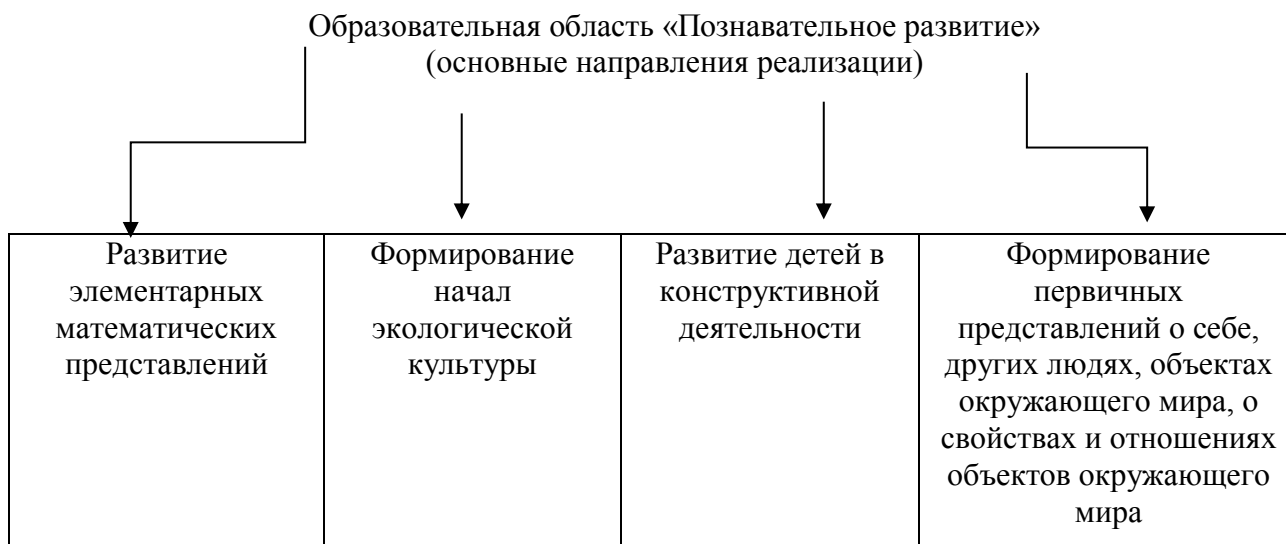 Образовательная область «Познавательное развитие»
(основные направления реализации)
Развитие
элементарных
математических
представлений
Формирование
начал
экологической
культуры
Развитие детей в
конструктивной
деятельности
Формирование
первичных
представлений о себе,
других людях, объектах
окружающего мира, о
свойствах и отношениях
объектов окружающего
мира